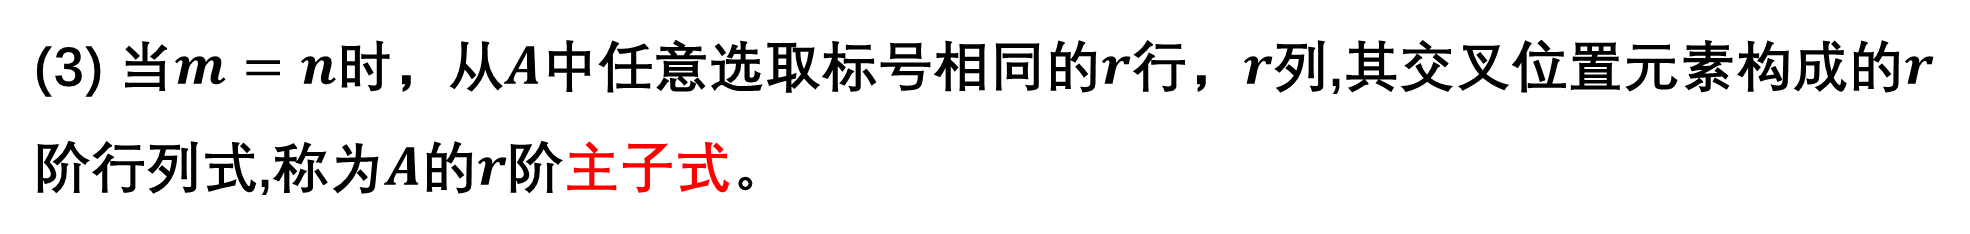 (3) 当m = n时，从A中任意选取标号相同的r行，r列,其交叉位置元素构成的r
阶行列式,称为A的r阶主子式。